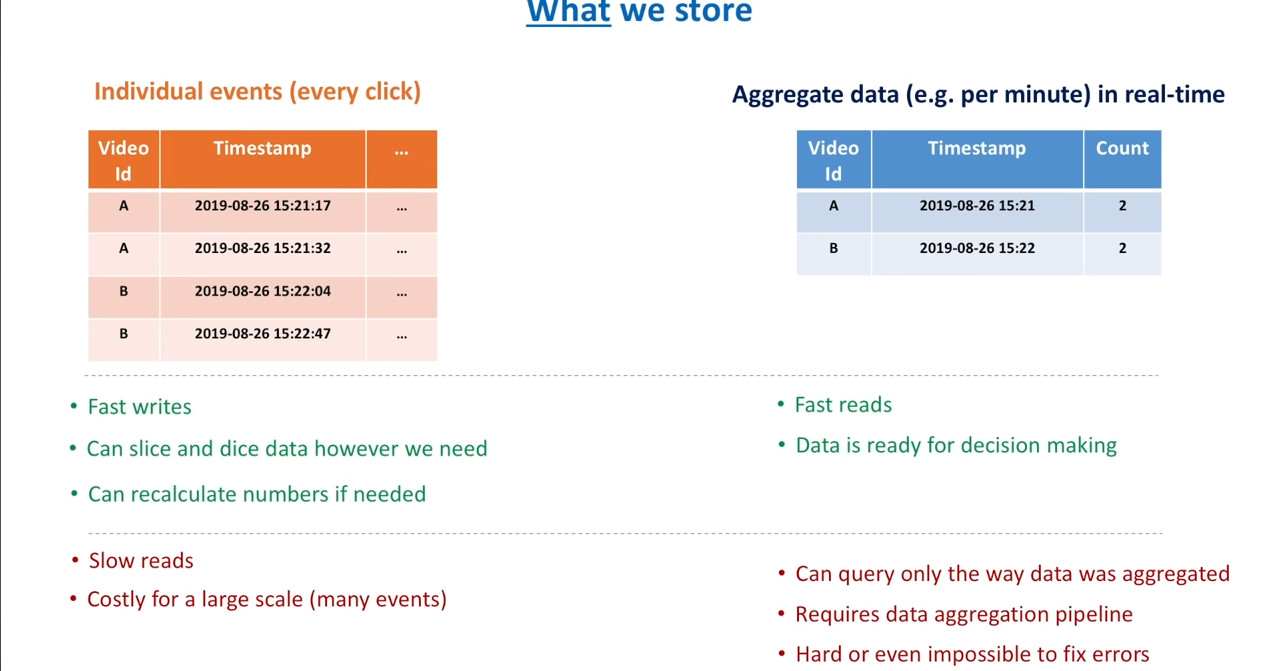 What we store
Individual events (every click)
Video Id Timestamp ...
A 2019-08-26 15:21:17 ...
A 2019-08-26 15:21:32 ...
B 2019-08-26 15:22:04 ...
B 2019-08-26 15:22:47 ...
Aggregate data (e.g. per minute) in real-time
Video Id Timestamp Count
A 2019-08-26 15:21 2
B 2019-08-26 15:22 2
• Fast writes
• Can slice and dice data however we need
• Can recalculate numbers if needed
• Fast reads
• Data is ready for decision making
• Slow reads
• Costly for a large scale (many events)
• Can query only the way data was aggregated
• Requires data aggregation pipeline
• Hard or even impossible to fix errors